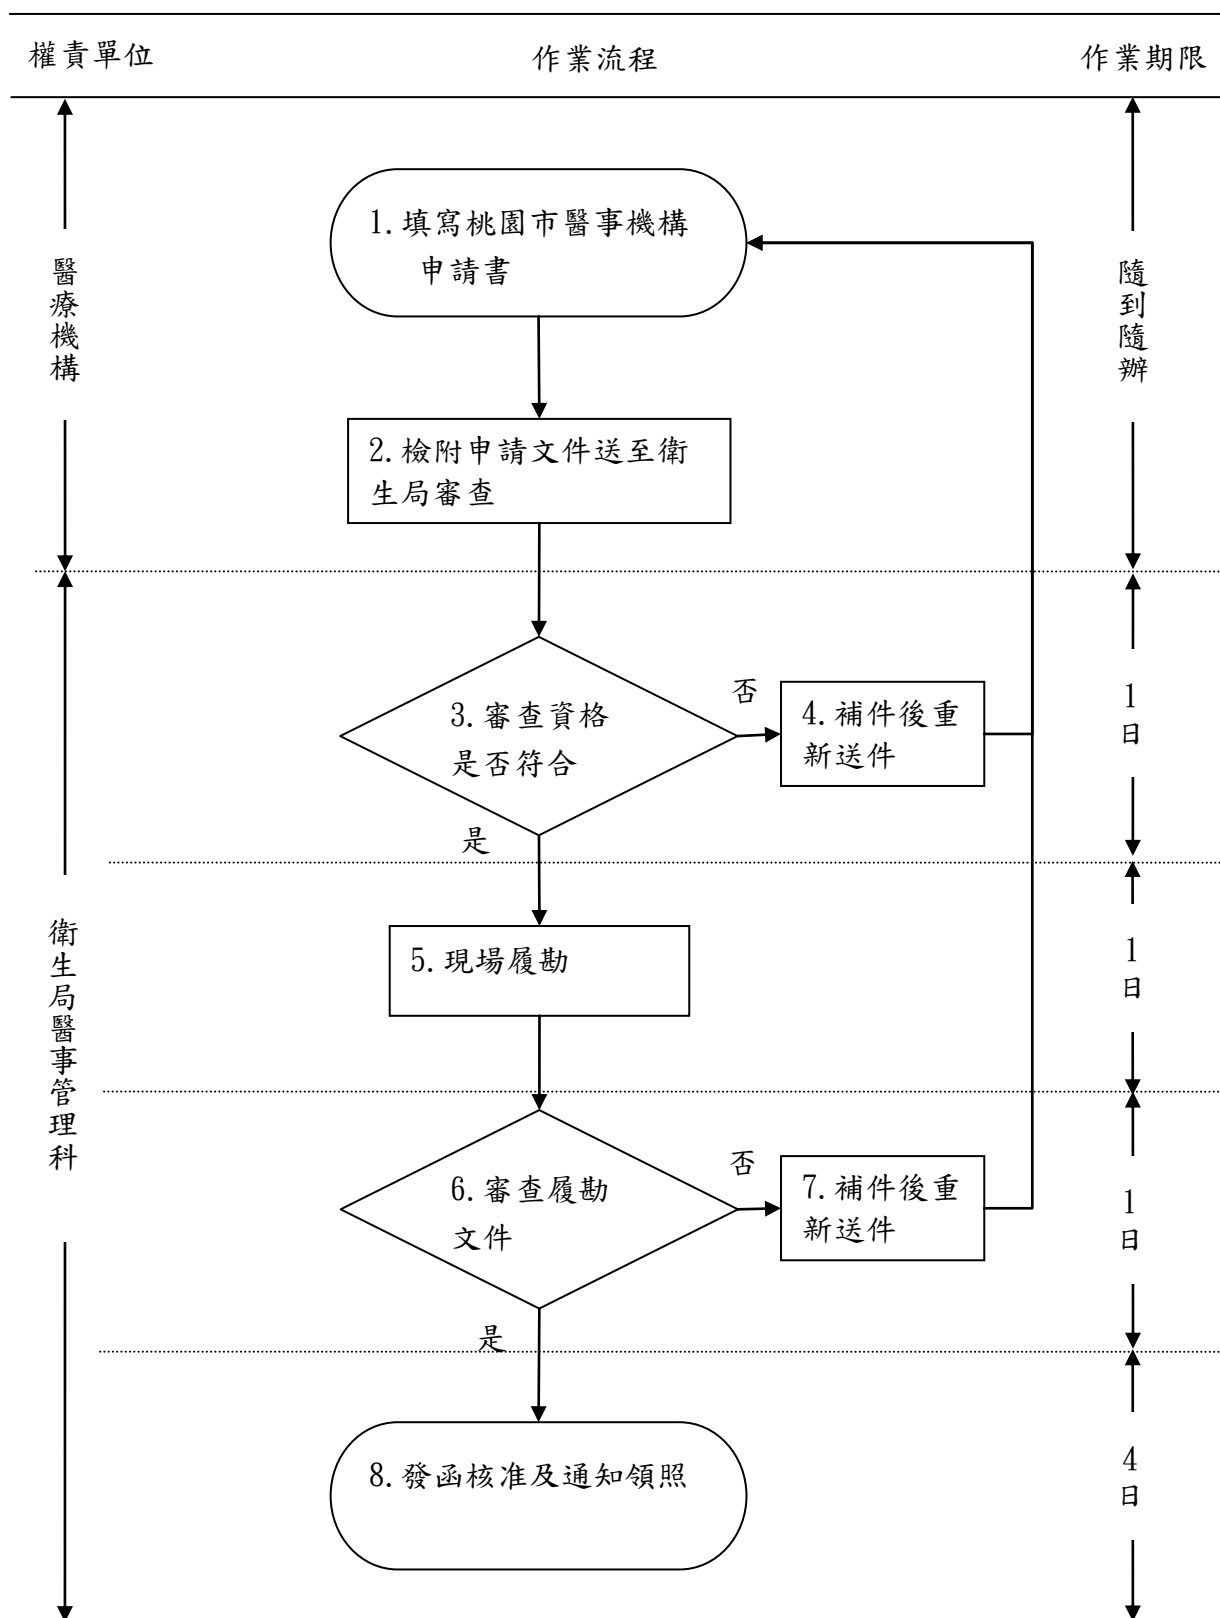 權責單位
作業流程
作業期限
1.填寫桃園市醫事機構
申請書
醫療機構
隨到隨辦
2.檢附申請文件送至衛
生局審查
3.審查資格
是否符合
否
4.補件後重
新送件
1日
是
5.現場履勘
1日
衛生局醫事管理科
6.審查履勘
文件
否
7.補件後重
新送件
1日
是
8.發函核准及通知領照
4日